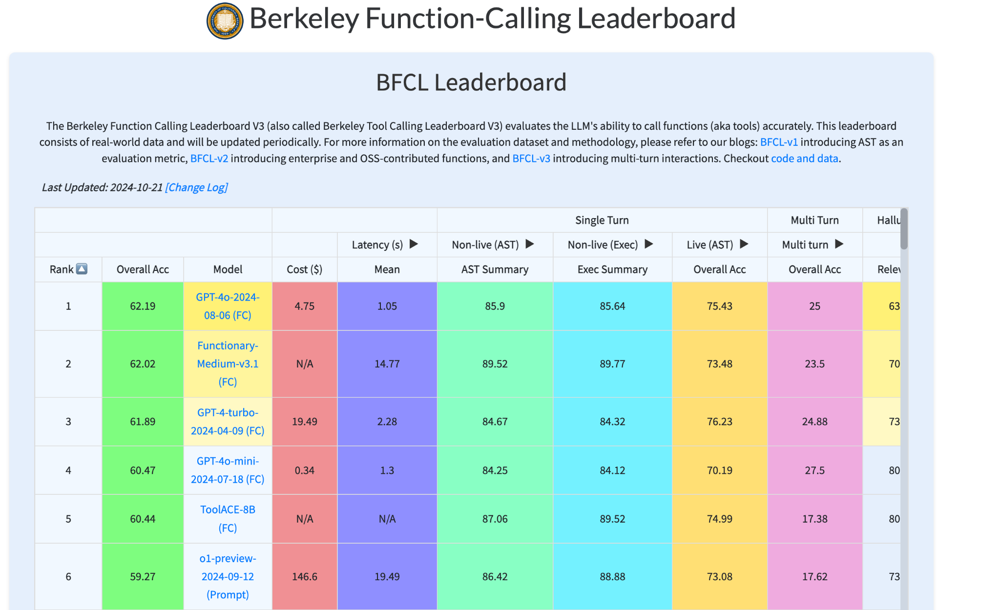 Berkeley Function-Calling Leaderboard
BFCL Leaderboard
The Berkeley Function Calling Leaderboard V3 (also called Berkeley Tool Calling Leaderboard V3) evaluates the LLM's ability to call functions (aka tools) accurately. This leaderboard
consists of real-world data and will be updated periodically. For more information on the evaluation dataset and methodology, please refer to our blogs: BFCL-v1 introducing AST as an
evaluation metric, BFCL-v2 introducing enterprise and OSS-contributed functions, and BFCL-v3 introducing multi-turn interactions. Checkout code and data.
Last Updated: 2024-10-21 [Change Log]
Single Turn Multi Turn Hallu
Latency (s) ▶ Non-live (AST) ▶ Non-live (Exec) ▶ Live (AST) ▶ Multi turn ▶
Rank Overall Acc Model Cost ($) Mean AST Summary Exec Summary Overall Acc Overall Acc Relev
1 62.19 GPT-4o-2024-
08-06 (FC) 4.75 1.05 85.9 85.64 75.43 25 63
2 62.02 Functionary-
Medium-v3.1
(FC) N/A 14.77 89.52 89.77 73.48 23.5 70
3 61.89 GPT-4-turbo-
2024-04-09 (FC) 19.49 2.28 84.67 84.32 76.23 24.88 73
4 60.47 GPT-4o-mini-
2024-07-18 (FC) 0.34 1.3 84.25 84.12 70.19 27.5 80
5 60.44 ToolACE-8B
(FC) N/A N/A 87.06 89.52 74.99 17.38 80
6 59.27 o1-preview-
2024-09-12
(Prompt) 146.6 19.49 86.42 88.88 73.08 17.62 73